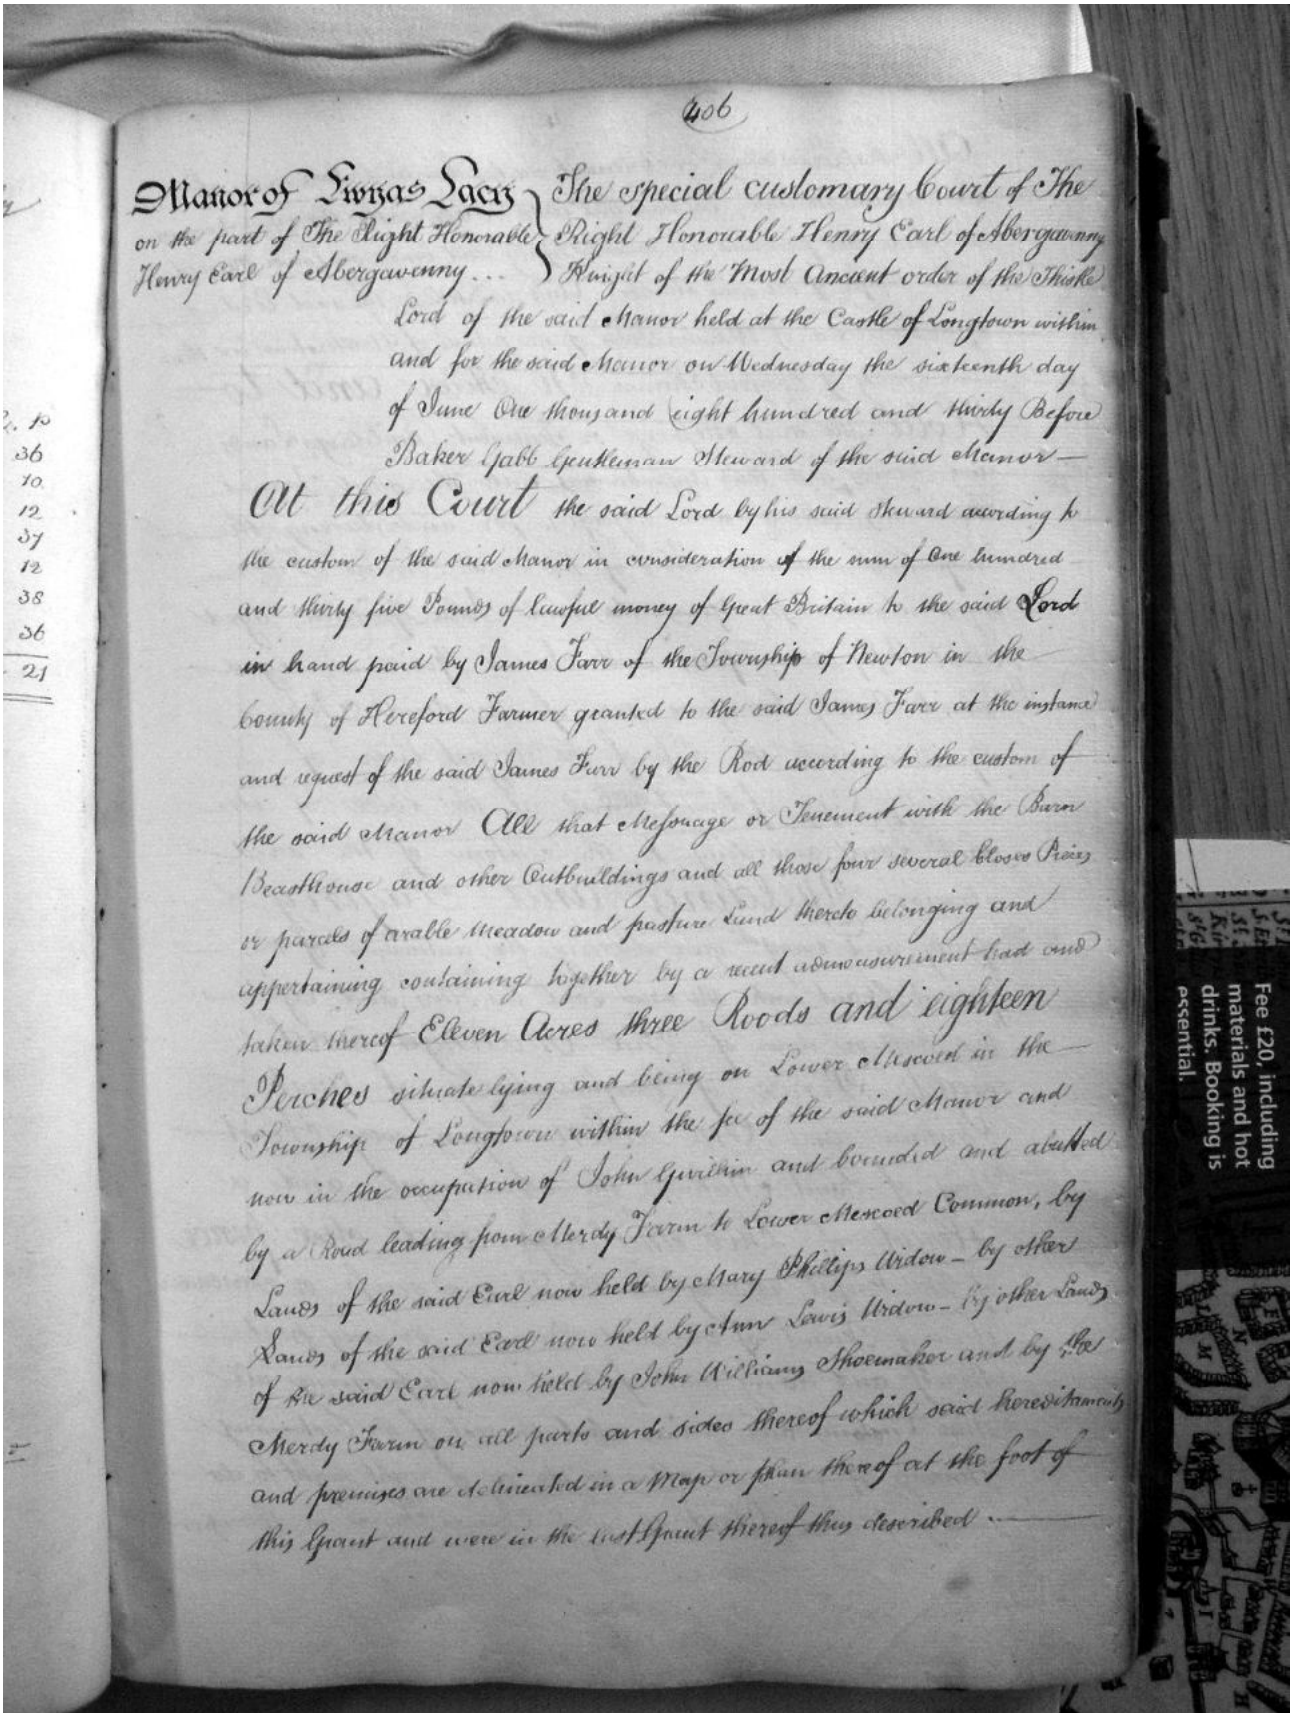 406
Manor of Ewyas Lacy
on the part of The Right Honorable
Henry Earl of Abergavenny . . .
The special customary Court of The
Right Honorable Henry Earl of Abergavenny
Knight of the Most Ancient order of the Thistle
Lord of the said Manor held at the Castle of Longtown within
and for the said Manor on Wednesday the sixteenth day
of June One thousand eight hundred and thirty Before
Baker Gabb Gentleman Steward of the said Manor —
At this Court the said Lord by his said Steward according to
the custom of the said Manor in consideration of the sum of One hundred
and thirty five Pounds of lawful money of Great Britain to the said Lord
in hand paid by James Farr of the Township of Newton in the
County of Hereford Farmer granted to the said James Farr at the instance
and request of the said James Farr by the Rod according to the custom of
the said Manor All that Messuage or Tenement with the Barn
Beasthouse and other Outbuildings and all those four several Closes Pieces
or parcels of arable meadow and pasture Land thereto belonging and
appertaining containing together by a recent admeasurement had and
taken thereof Eleven Acres three Roods and eighteen
Perches situate lying and being on Lower Mescoed in the
Township of Longtown within the fee of the said Manor and
now in the occupation of John Gwillim and bounded and abutted
by a Road leading from Merdy Farm to Lower Mescoed Common, by
Lands of the said Earl now held by Mary Phillips Widow – by other
Lands of the said Earl now held by Ann Lewis Widow – by other Lands
of the said Earl now held by John Williams Shoemaker and by the
Merdy Farm on all parts and sides thereof which said hereditaments
and premises are delineated in a Map or plan thereof at the foot of
this Grant and were in the last Grant thereof thus described . —
36
10
12
37
12
38
36
21
Fee £20, including
materials and hot
drinks. Booking is
essential.